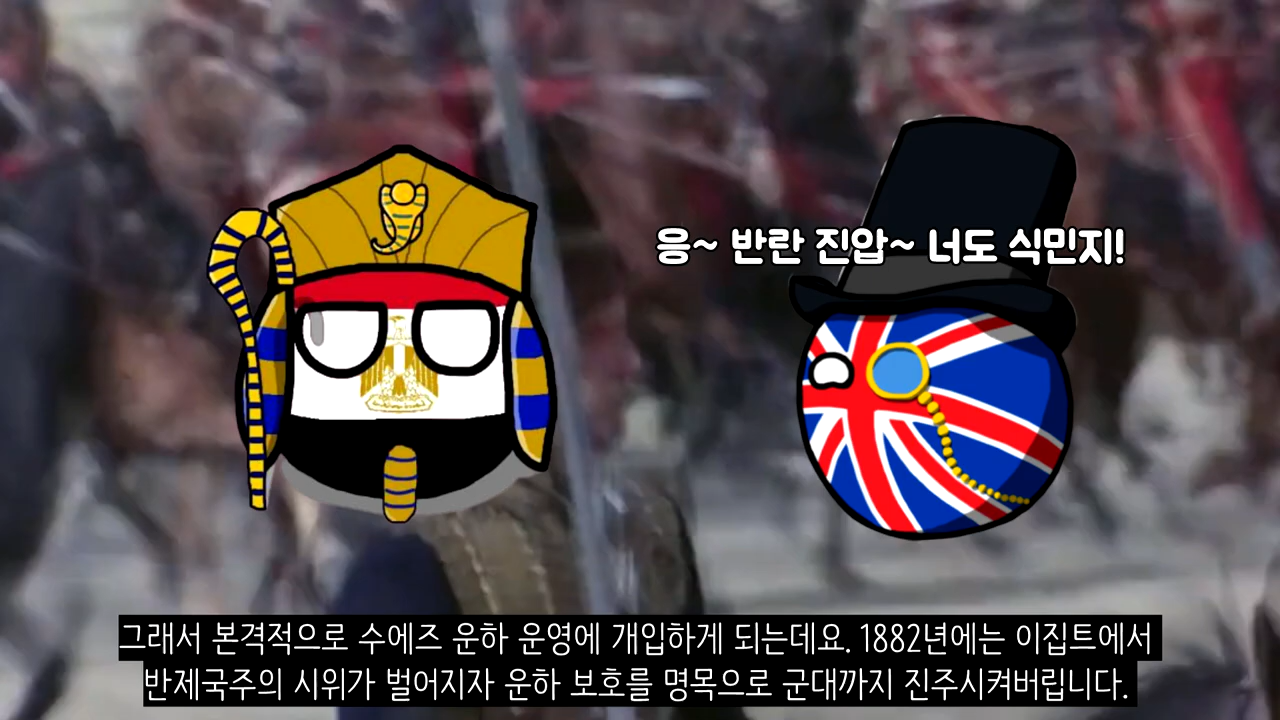 응~ 반란 진압~ 너도 식민지!
그래서 본격적으로 수에즈 운하 운영에 개입하게 되는데요. 1882년에는 이집트에서
반제국주의 시위가 벌어지자 운하 보호를 명목으로 군대까지 진주시켜버립니다.